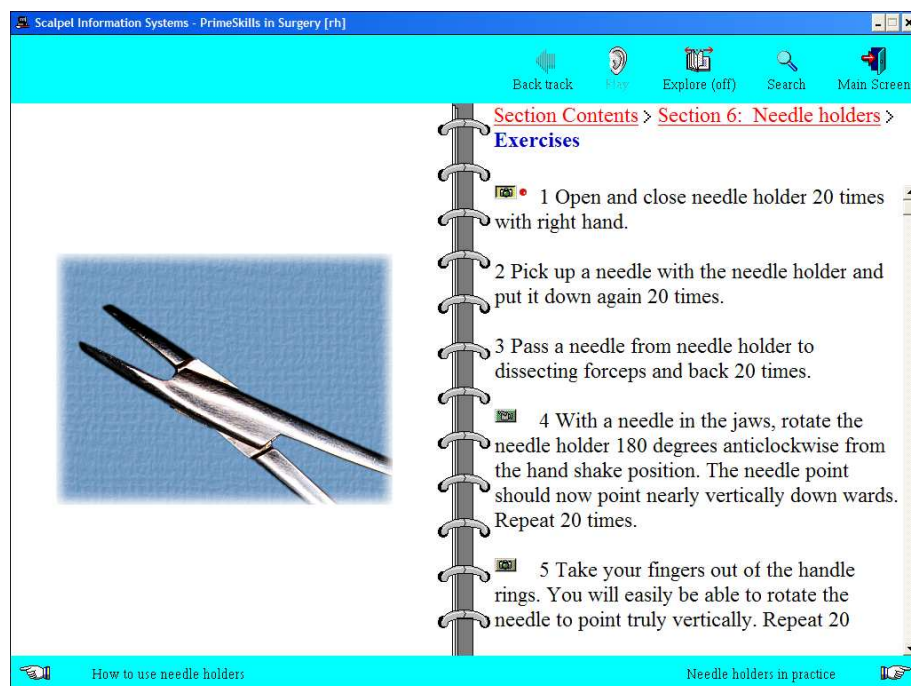 Scalpel Information Systems - PrimeSkills in Surgery [rh]
Back track
Play
Explore (off)
Search
Main Screen
Section Contents > Section 6: Needle holders >
Exercises
1 Open and close needle holder 20 times
with right hand.
2 Pick up a needle with the needle holder and
put it down again 20 times.
3 Pass a needle from needle holder to
dissecting forceps and back 20 times.
4 With a needle in the jaws, rotate the
needle holder 180 degrees anticlockwise from
the hand shake position. The needle point
should now point nearly vertically down wards.
Repeat 20 times.
5 Take your fingers out of the handle
rings. You will easily be able to rotate the
needle to point truly vertically. Repeat 20
How to use needle holders
Needle holders in practice